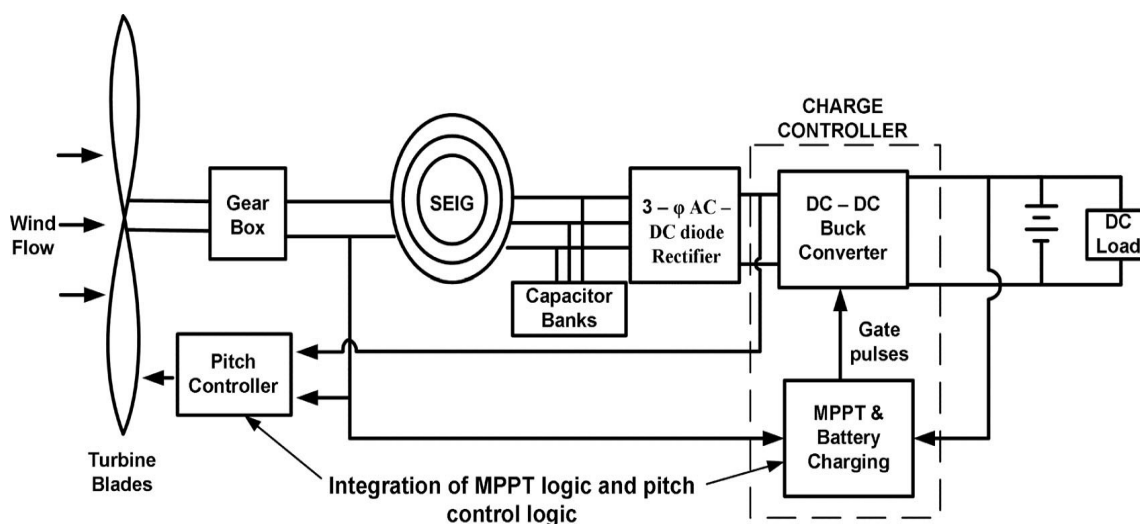 CHARGE
CONTROLLER
Wind
Flow
Gear
Box
SEIG
3 – φ AC –
DC diode
Rectifier
DC – DC
Buck
Converter
DC
Load
Capacitor
Banks
Gate
pulses
Pitch
Controller
MPPT &
Battery
Charging
Turbine
Blades
Integration of MPPT logic and pitch
control logic